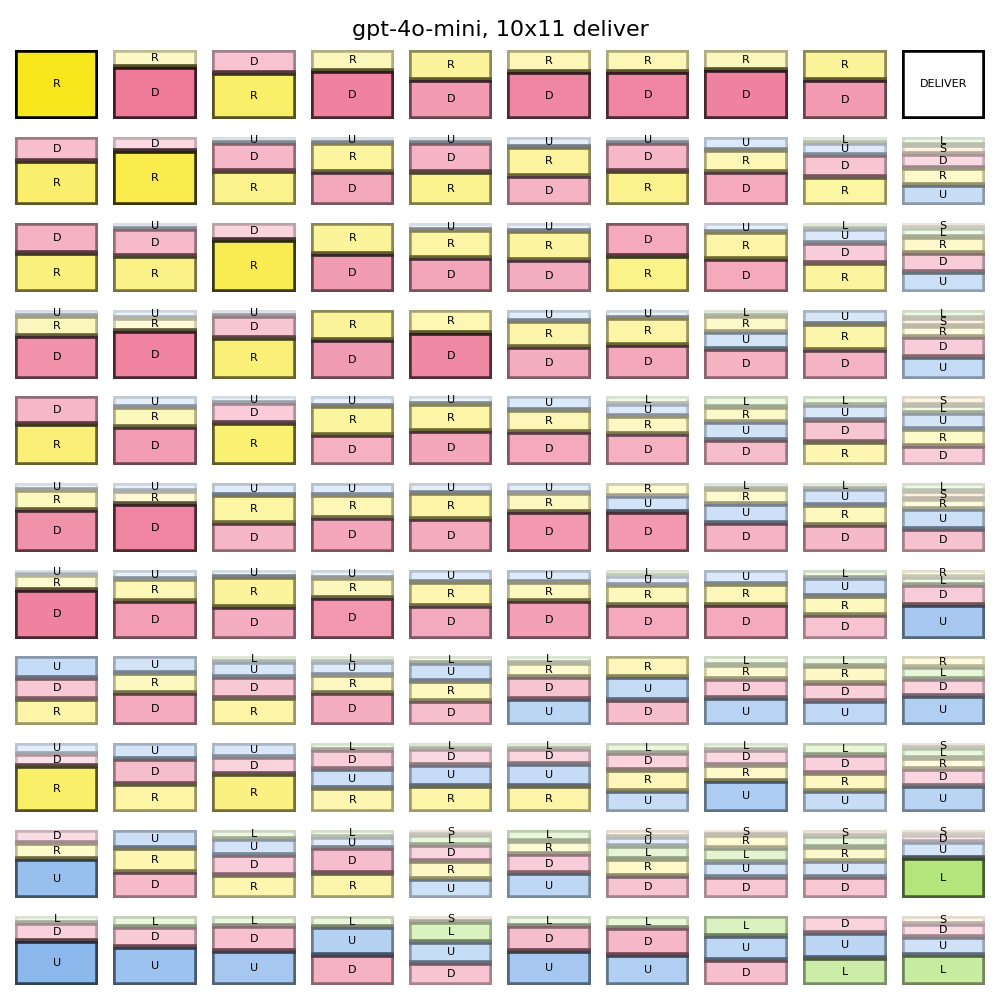 gpt-4o-mini, 10x11 deliver
R R D D R R D R D R D R D R D R D DELIVER
D R D R U D R U R D U D R U R D U D R U R D L U D R L S D R U
D R U D R D R R D U R D U R D D R U R D L U D R S L R D U
U R D U R D U D R R D R D U R D U R D L R U D U R D L S R D U
D R U R D U D R U R D U R D U R D L U R D L R U D L U D R S L U R D
U R D U R D U R D U R D U R D U R D R U D L R U D L U R D L S R U D
U R D U R D U R D U R D U R D U R D L U R D U R D L U R D R L D U
U D R U R D L U D R L U R D L U R D L R D U R U D L R D U L R D U R L D U
U D R U D R U D R L D U R L D U R L D U R L D R U L D R U L D R U S L R D U
D R U U R D L U D R L U D R S L D R U L R D U S U L R D S R L U D S L R U D S D U L
L D U L D U L D U L U D S L U D L D U L D U L U D D U L S D U L